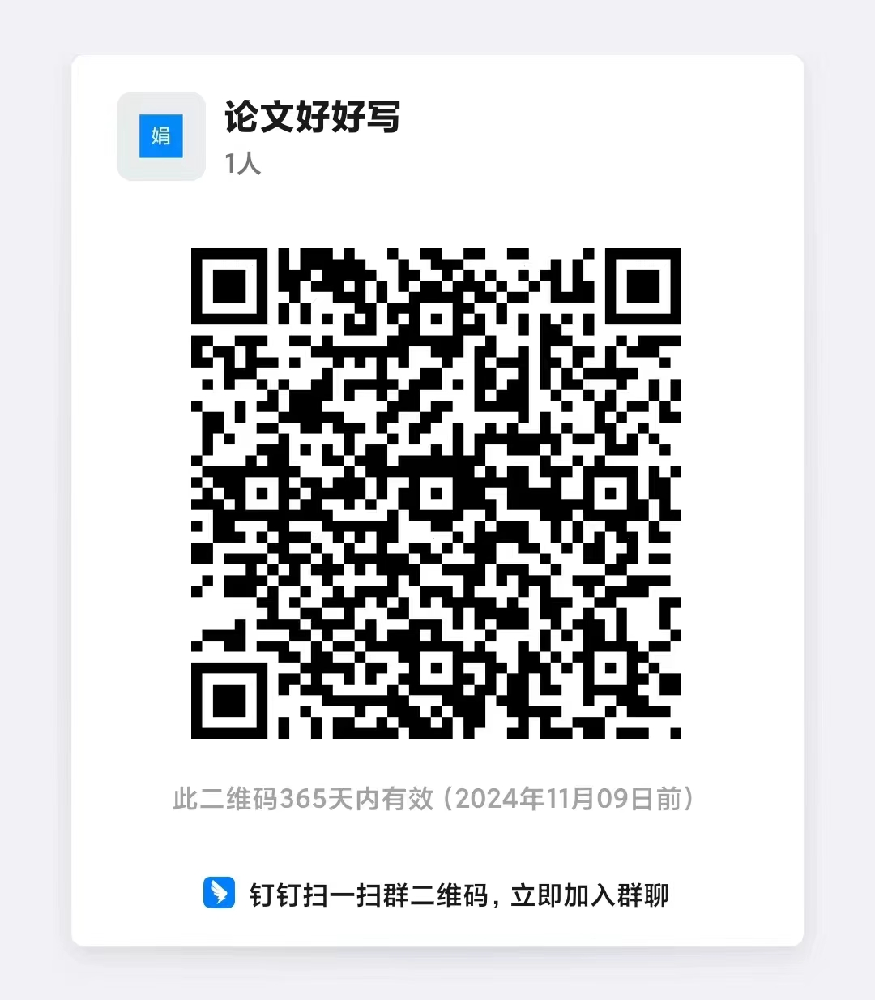 娟
论文好好写
1人
此二维码365天内有效（2024年11月09日前）
钉钉扫一扫群二维码，立即加入群聊